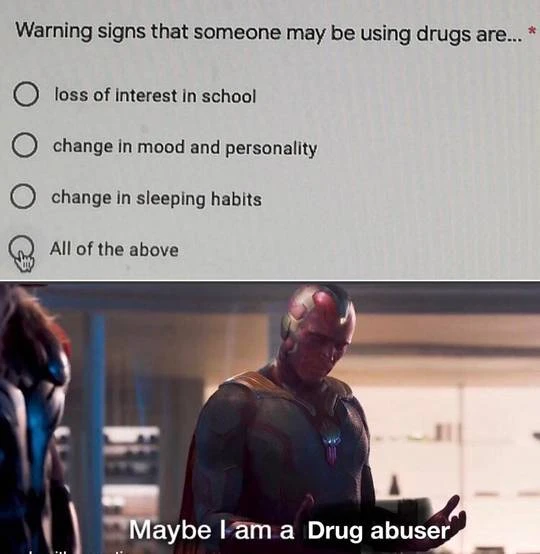 Warning signs that someone may be using drugs are... *
loss of interest in school
change in mood and personality
change in sleeping habits
All of the above
Maybe I am a Drug abuser